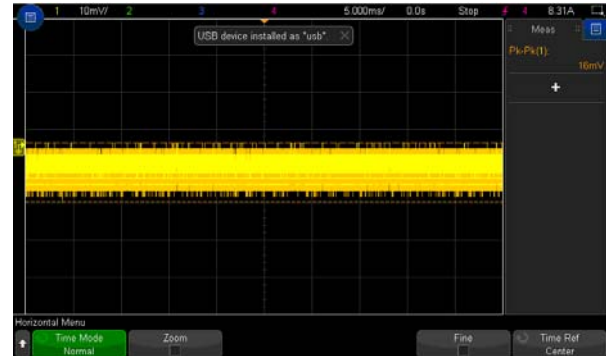 1 10mV/ 2 3 4 5.000ms/ 0.0s Stop 4 8.31A
USB device installed as "usb".
Meas
Pk-Pk(1):
16mV
Horizontal Menu
Time Mode Zoom Fine Time Ref
Normal Center